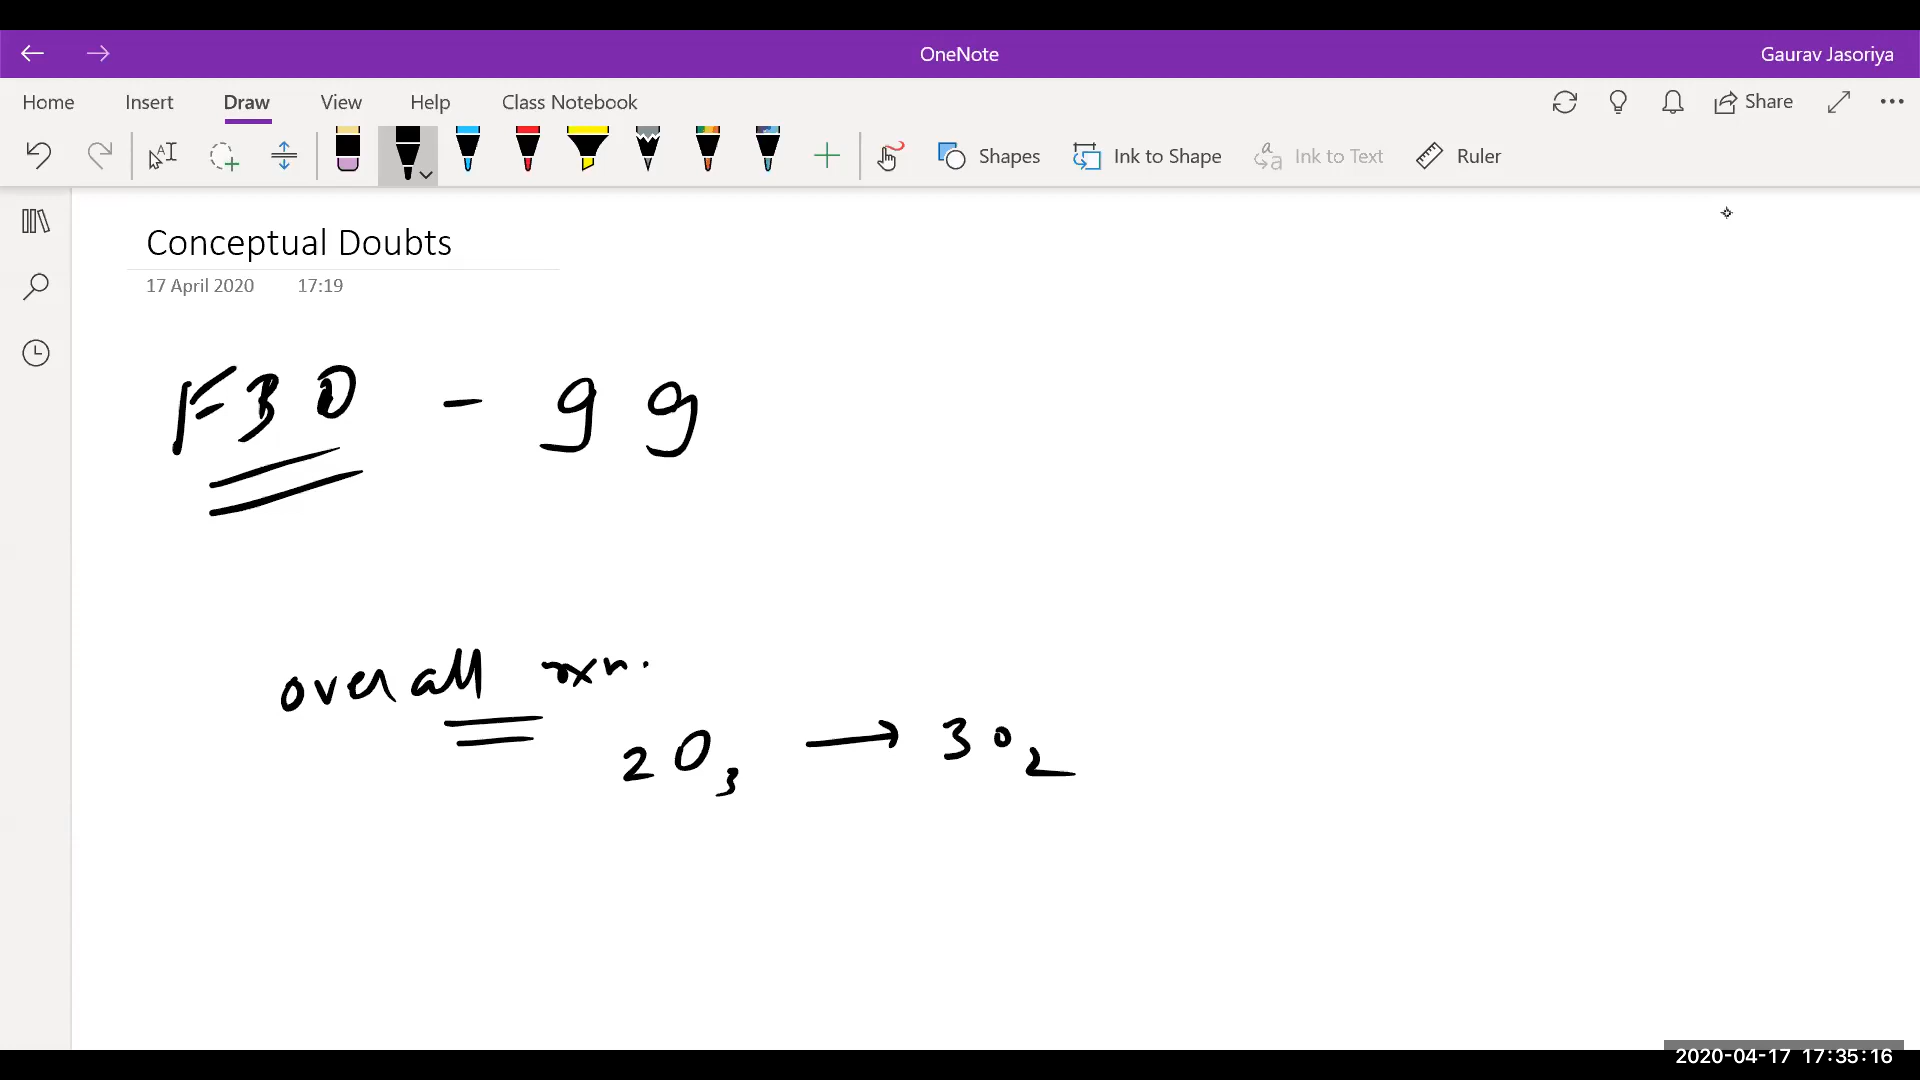 OneNote
Gaurav Jasoriya
Home Insert Draw View Help Class Notebook Share
Shapes Ink to Shape Ink to Text Ruler
Conceptual Doubts
17 April 2020 17:19
F30 - 99
overall rxn.
2O₃ → 3O₂
2020-04-17 17:35:16